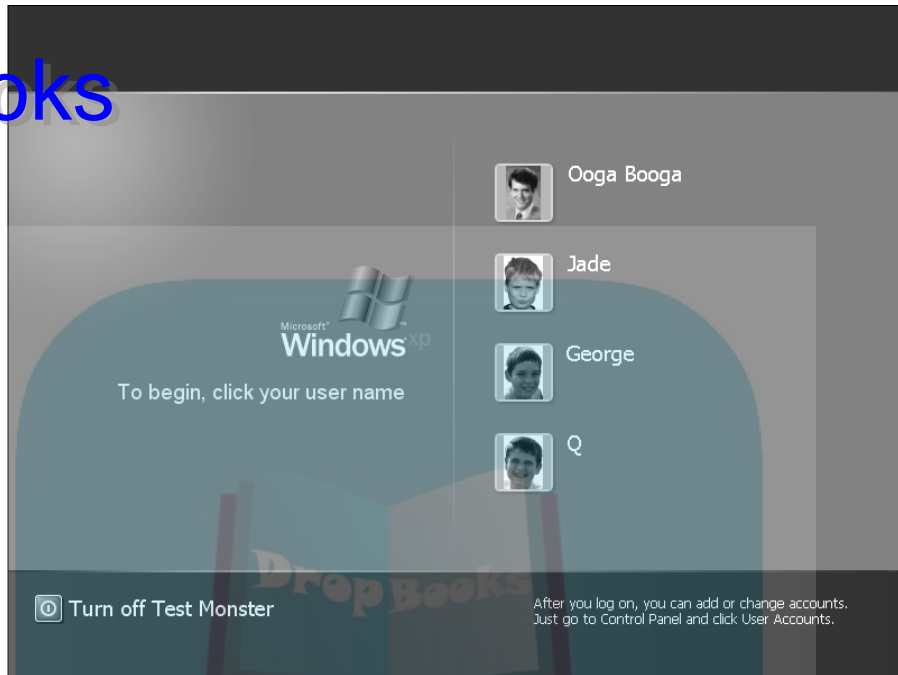 oks
Ooga Booga
Jade
Microsoft®
Windows xp™
To begin, click your user name
George
Q
DropBooks
Turn off Test Monster
After you log on, you can add or change accounts.
Just go to Control Panel and click User Accounts.